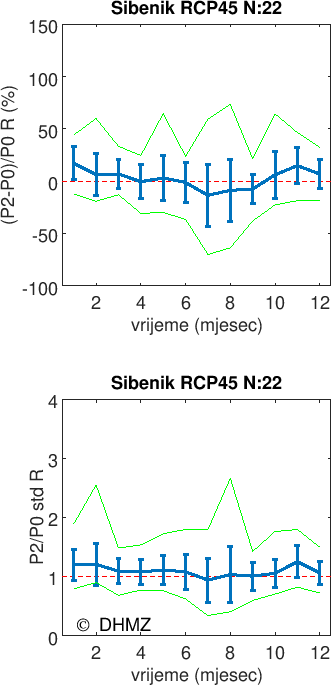 Sibenik RCP45 N:22
(P2-P0)/P0 R (%)
150
100
50
0
-50
-100
2 4 6 8 10 12
vrijeme (mjesec)
Sibenik RCP45 N:22
P2/P0 std R
4
3
2
1
0
© DHMZ
2 4 6 8 10 12
vrijeme (mjesec)